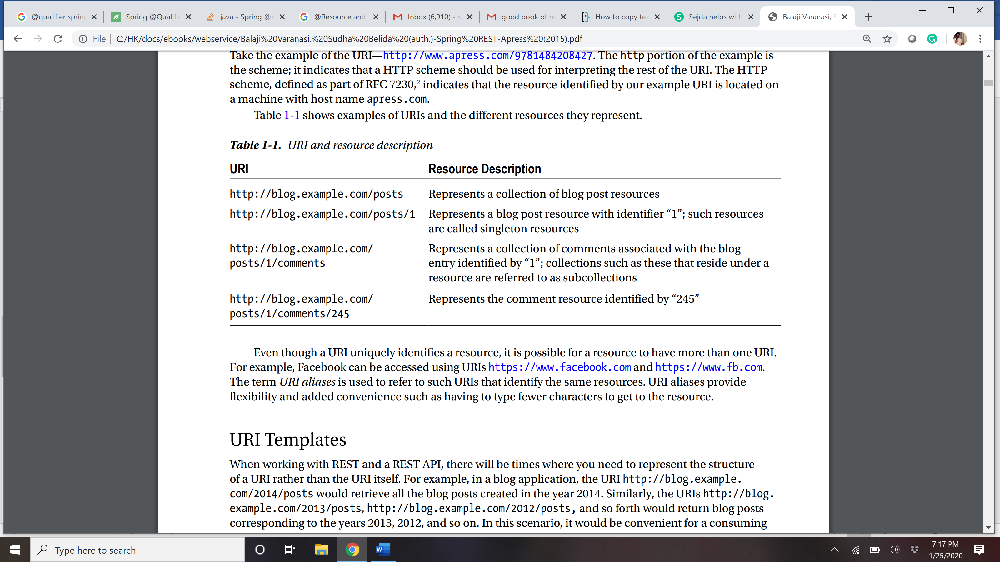 @qualifier spring
Spring @Qualifie
java - Spring @A
@Resource and
Inbox (6,910) - s
good book of re
How to copy tex
Sejda helps with
Balaji Varanasi, S
File
C:/HK/docs/ebooks/webservice/Balaji%20Varanasi,%20Sudha%20Belida%20(auth.)-Spring%20REST-Apress%20(2015).pdf
Take the example of the URI—http://www.apress.com/9781484208427. The http portion of the example is
the scheme; it indicates that a HTTP scheme should be used for interpreting the rest of the URI. The HTTP
scheme, defined as part of RFC 7230,2 indicates that the resource identified by our example URI is located on
a machine with host name apress.com.
Table 1-1 shows examples of URIs and the different resources they represent.
Table 1-1. URI and resource description
URI Resource Description
http://blog.example.com/posts Represents a collection of blog post resources
http://blog.example.com/posts/1 Represents a blog post resource with identifier “1”; such resources
are called singleton resources
http://blog.example.com/ Represents a collection of comments associated with the blog
posts/1/comments entry identified by “1”; collections such as these that reside under a
resource are referred to as subcollections
http://blog.example.com/ Represents the comment resource identified by “245”
posts/1/comments/245
Even though a URI uniquely identifies a resource, it is possible for a resource to have more than one URI.
For example, Facebook can be accessed using URIs https://www.facebook.com and https://www.fb.com.
The term URI aliases is used to refer to such URIs that identify the same resources. URI aliases provide
flexibility and added convenience such as having to type fewer characters to get to the resource.
URI Templates
When working with REST and a REST API, there will be times where you need to represent the structure
of a URI rather than the URI itself. For example, in a blog application, the URI http://blog.example.
com/2014/posts would retrieve all the blog posts created in the year 2014. Similarly, the URIs http://blog.
example.com/2013/posts, http://blog.example.com/2012/posts, and so forth would return blog posts
corresponding to the years 2013, 2012, and so on. In this scenario, it would be convenient for a consuming
Type here to search
7:17 PM
1/25/2020